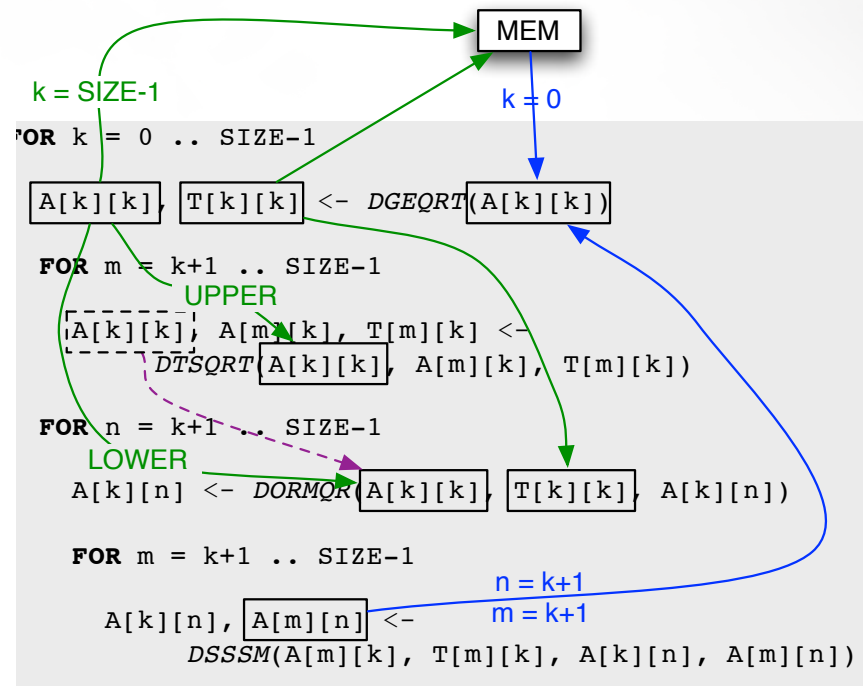 MEM
k = SIZE-1
k = 0
FOR k = 0 .. SIZE-1
A[k][k], T[k][k] <- DGEQRT(A[k][k])
FOR m = k+1 .. SIZE-1
UPPER
A[k][k], A[m][k], T[m][k] <-
DTSQRT(A[k][k], A[m][k], T[m][k])
FOR n = k+1 .. SIZE-1
LOWER
A[k][n] <- DORMQR(A[k][k], T[k][k], A[k][n])
FOR m = k+1 .. SIZE-1
n = k+1
m = k+1
A[k][n], A[m][n] <-
DSSSM(A[m][k], T[m][k], A[k][n], A[m][n])